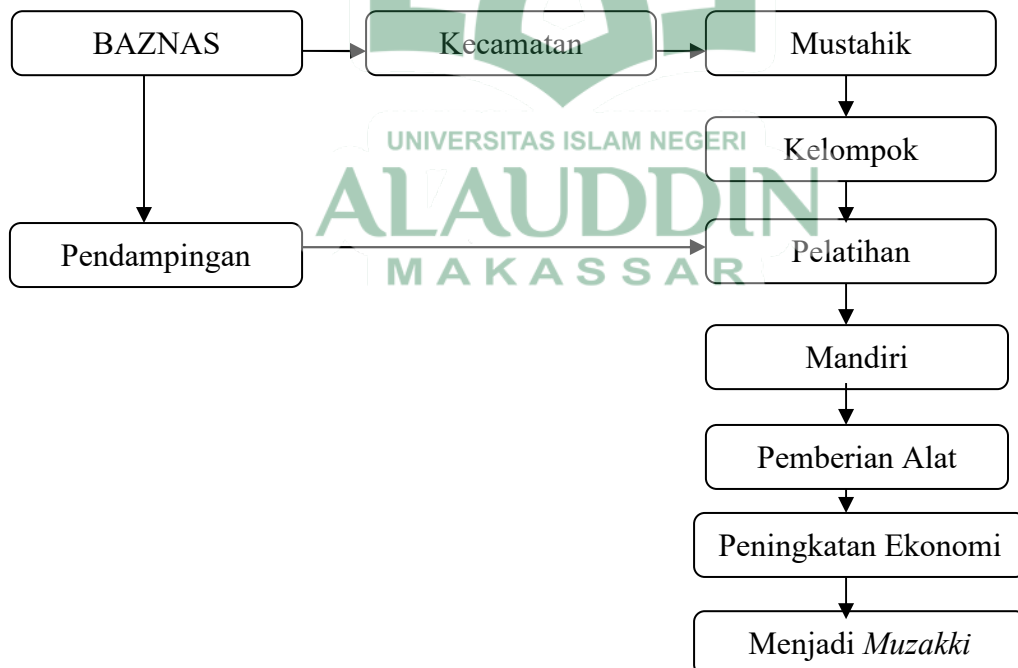 BAZNAS
Kecamatan
Mustahik
UNIVERSITAS ISLAM NEGERI
Kelompok
ALAUDDIN
Pendampingan
Pelatihan
MAKASSAR
Mandiri
Pemberian Alat
Peningkatan Ekonomi
Menjadi Muzakki